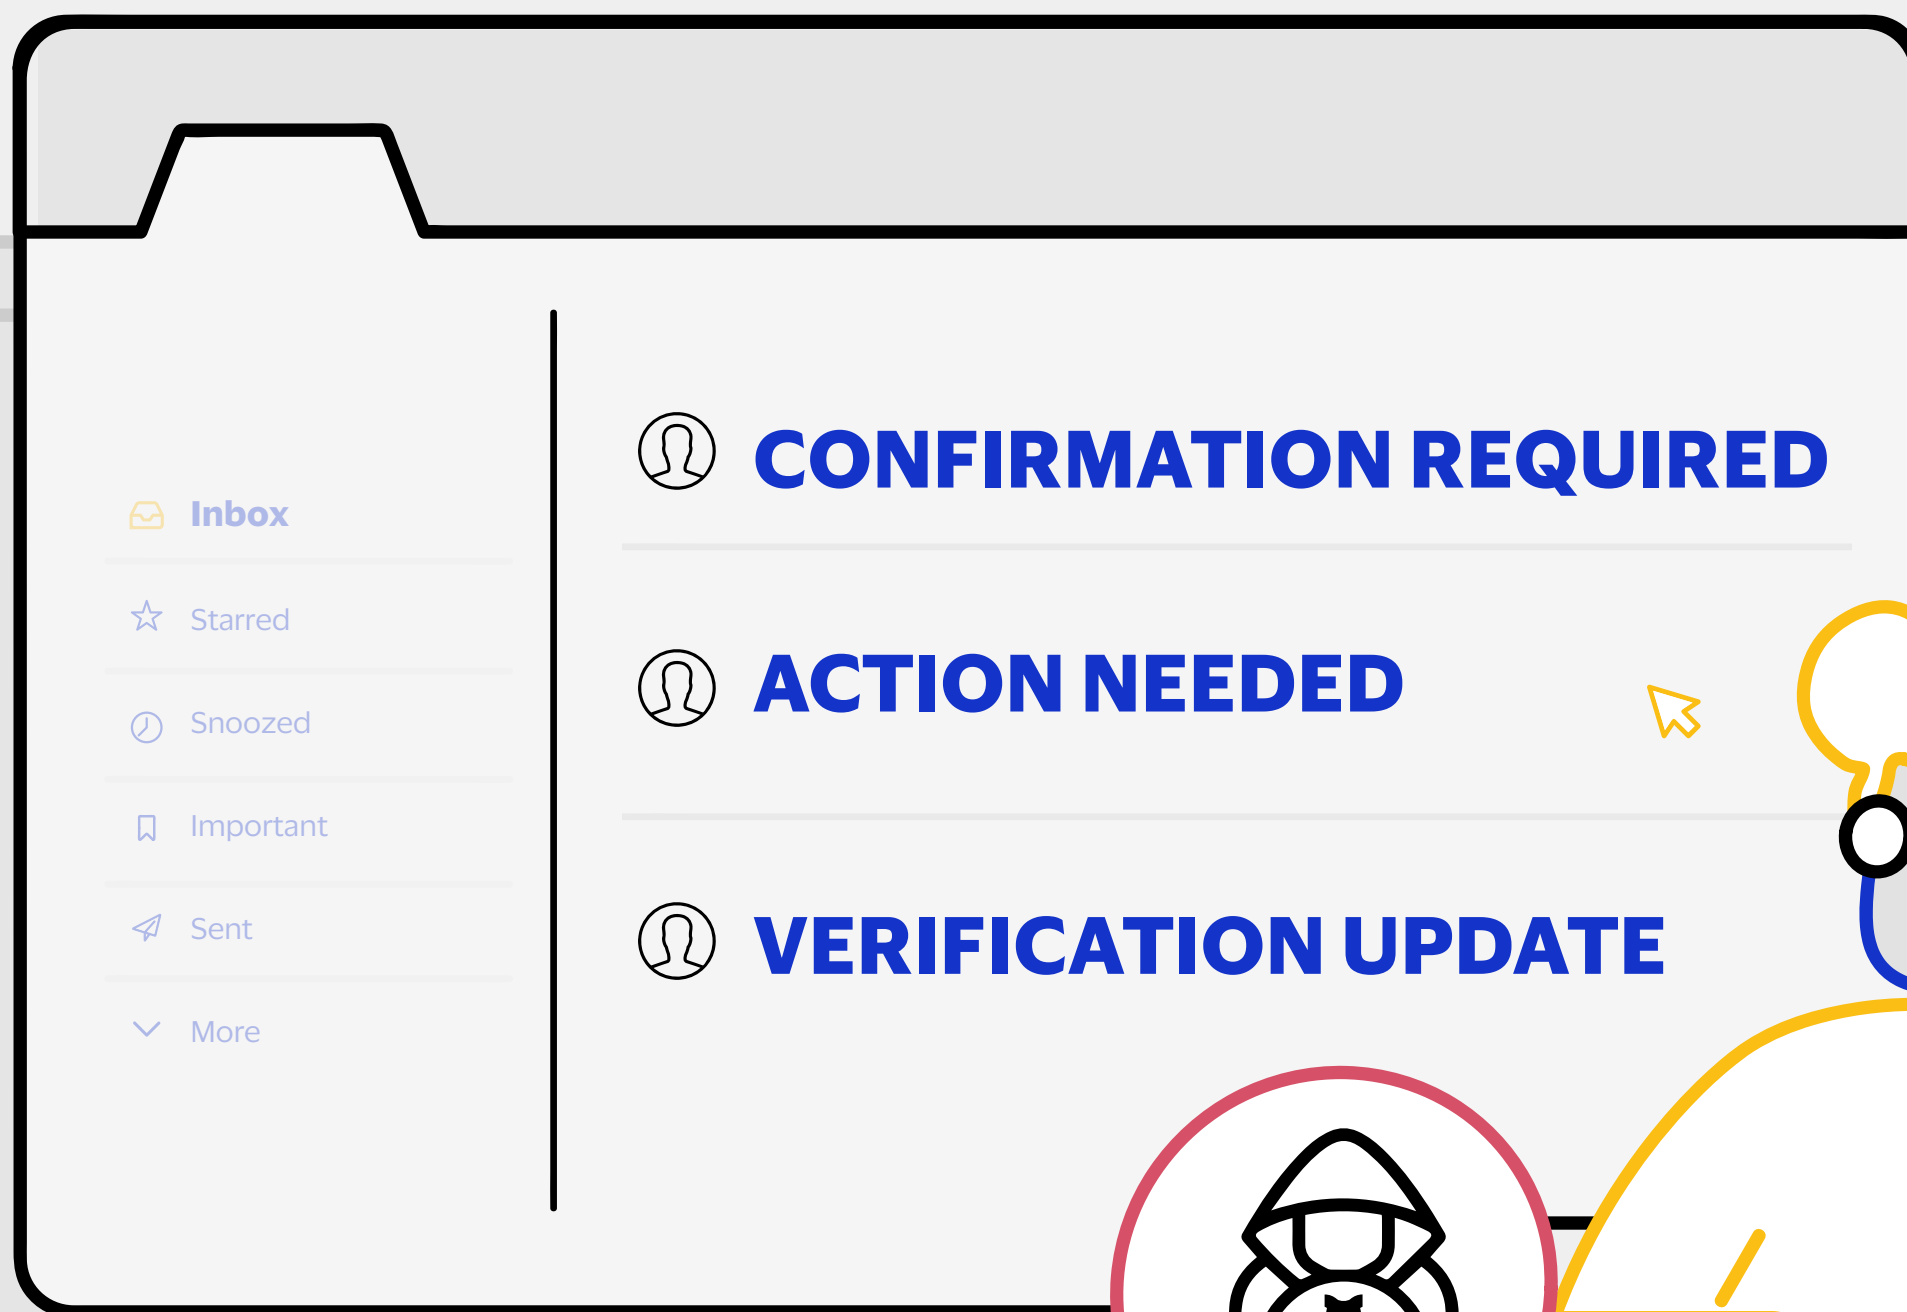 Inbox
Starred
Snoozed
Important
Sent
More
CONFIRMATION REQUIRED
ACTION NEEDED
VERIFICATION UPDATE